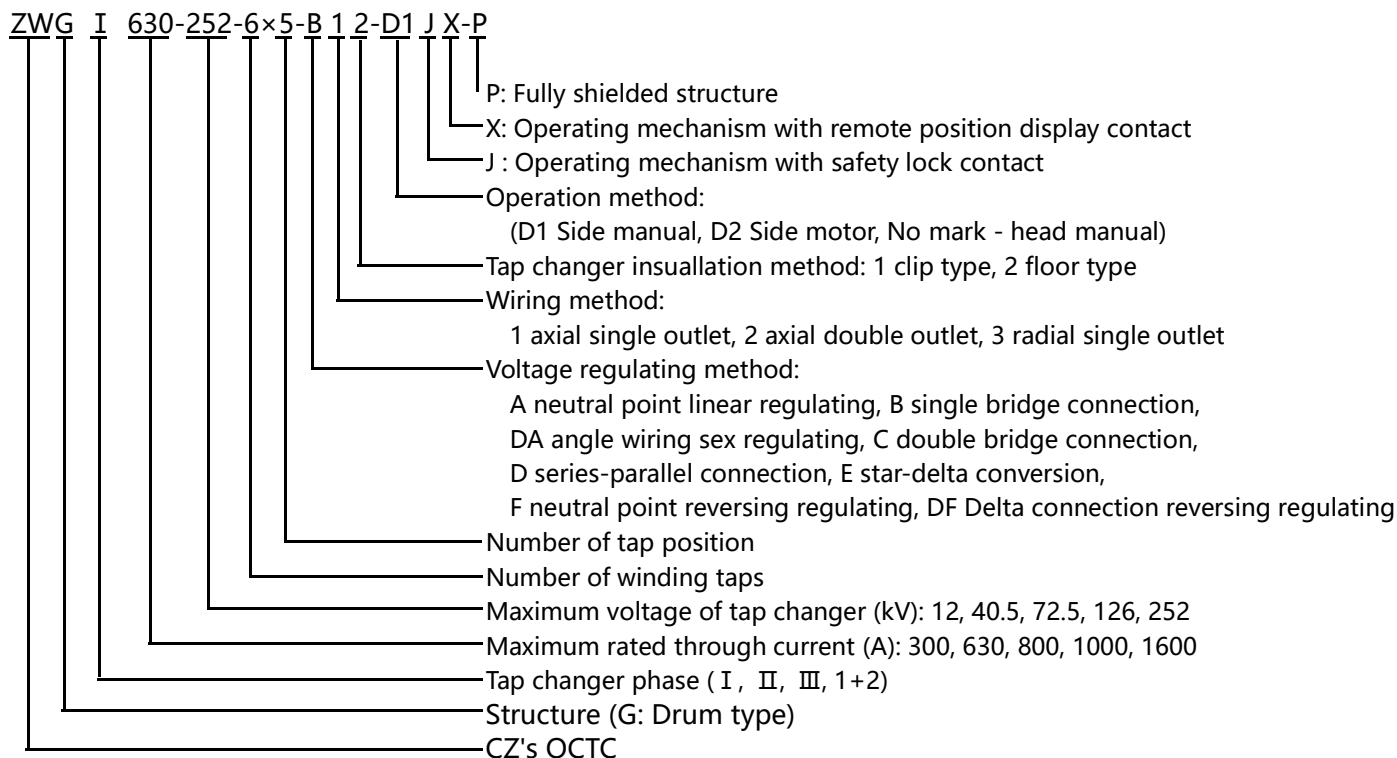 ZWG Ⅰ 630-252-6×5-B 1 2-D1 J X-P
P: Fully shielded structure
X: Operating mechanism with remote position display contact
J : Operating mechanism with safety lock contact
Operation method:
(D1 Side manual, D2 Side motor, No mark - head manual)
Tap changer insuallation method: 1 clip type, 2 floor type
Wiring method:
1 axial single outlet, 2 axial double outlet, 3 radial single outlet
Voltage regulating method:
A neutral point linear regulating, B single bridge connection,
DA angle wiring sex regulating, C double bridge connection,
D series-parallel connection, E star-delta conversion,
F neutral point reversing regulating, DF Delta connection reversing regulating
Number of tap position
Number of winding taps
Maximum voltage of tap changer (kV): 12, 40.5, 72.5, 126, 252
Maximum rated through current (A): 300, 630, 800, 1000, 1600
Tap changer phase (Ⅰ, Ⅱ, Ⅲ, 1+2)
Structure (G: Drum type)
CZ's OCTC